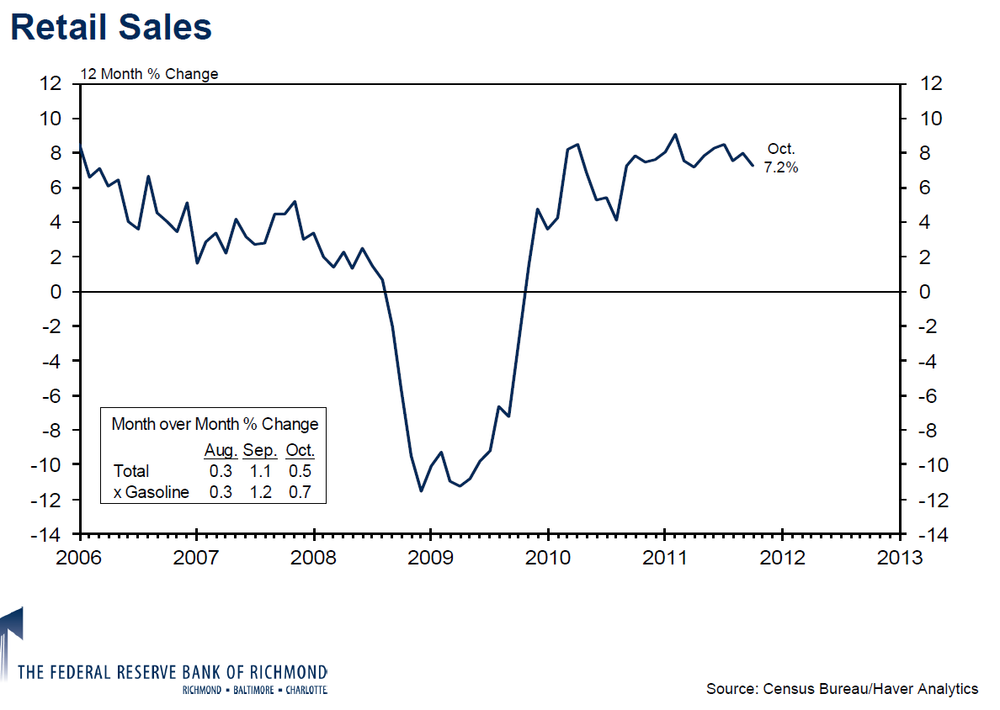 Retail Sales
12 Month % Change
12 12
10 10
8 8
6 6
4 4
2 2
0 0
-2 -2
-4 -4
-6 -6
-8 -8
-10 -10
-12 -12
-14 -14
Oct.
7.2%
Month over Month % Change
Aug. Sep. Oct.
Total 0.3 1.1 0.5
x Gasoline 0.3 1.2 0.7
2006 2007 2008 2009 2010 2011 2012 2013
THE FEDERAL RESERVE BANK OF RICHMOND
RICHMOND ▪ BALTIMORE ▪ CHARLOTTE
Source: Census Bureau/Haver Analytics